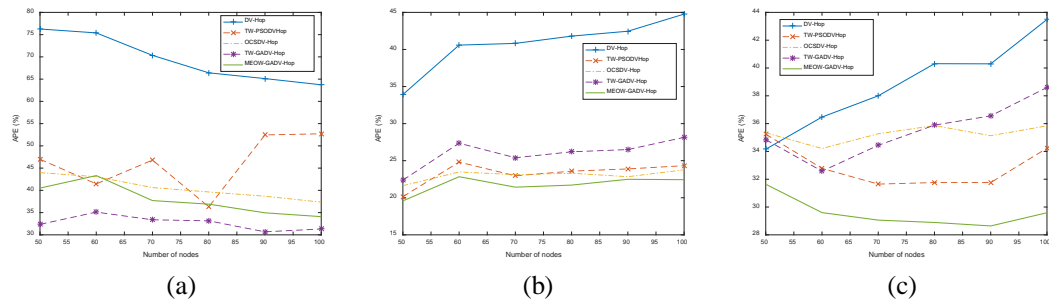 80
75
70
65
60
55
50
45
40
35
30
APE (%)
50 55 60 65 70 75 80 85 90 95 100
Number of nodes
DV-Hop
TW-PSODVHop
OCSDV-Hop
TW-GADV-Hop
MEOW-GADV-Hop
(a)
45
40
35
30
25
20
15
APE (%)
50 55 60 65 70 75 80 85 90 95 100
Number of nodes
DV-Hop
TW-PSODVHop
OCSDV-Hop
TW-GADV-Hop
MEOW-GADV-Hop
(b)
44
42
40
38
36
34
32
30
28
APE (%)
50 55 60 65 70 75 80 85 90 95 100
Number of nodes
DV-Hop
TW-PSODVHop
OCSDV-Hop
TW-GADV-Hop
MEOW-GADV-Hop
(c)